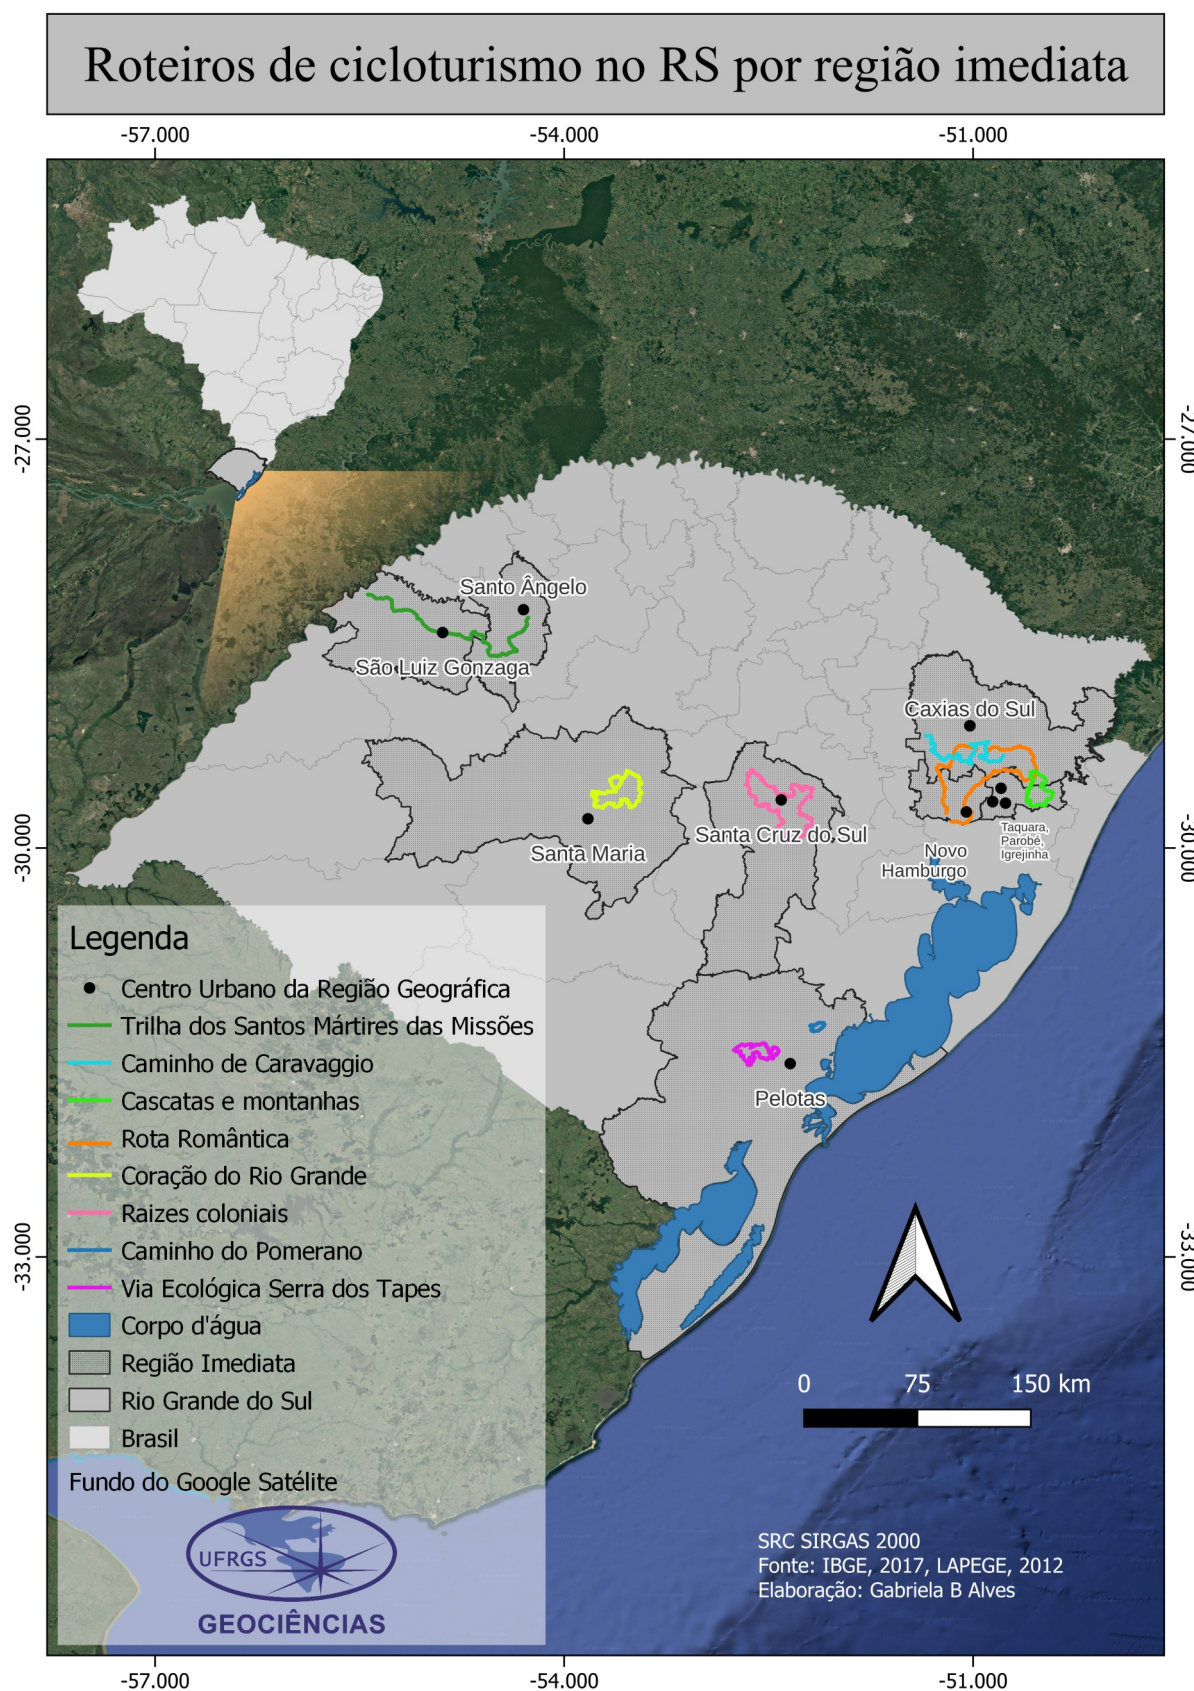 Roteiros de cicloturismo no RS por região imediata
-57.000
-54.000
-51.000
-27.000
-27.000
Santo Ângelo
São Luiz Gonzaga
Caxias do Sul
Santa Cruz do Sul
Santa Maria
Taquara,
Parobé,
Igrejinha
Novo
Hamburgo
-30.000
-30.000
Pelotas
Legenda
Centro Urbano da Região Geográfica
Trilha dos Santos Mártires das Missões
Caminho de Caravaggio
Cascatas e montanhas
Rota Romântica
Coração do Rio Grande
Raizes coloniais
Caminho do Pomerano
Via Ecológica Serra dos Tapes
Corpo d'água
Região Imediata
Rio Grande do Sul
Brasil
Fundo do Google Satélite
UFRGS
GEOCIÊNCIAS
-33.000
-33.000
0 75 150 km
SRC SIRGAS 2000
Fonte: IBGE, 2017, LAPEGE, 2012
Elaboração: Gabriela B Alves
-57.000
-54.000
-51.000